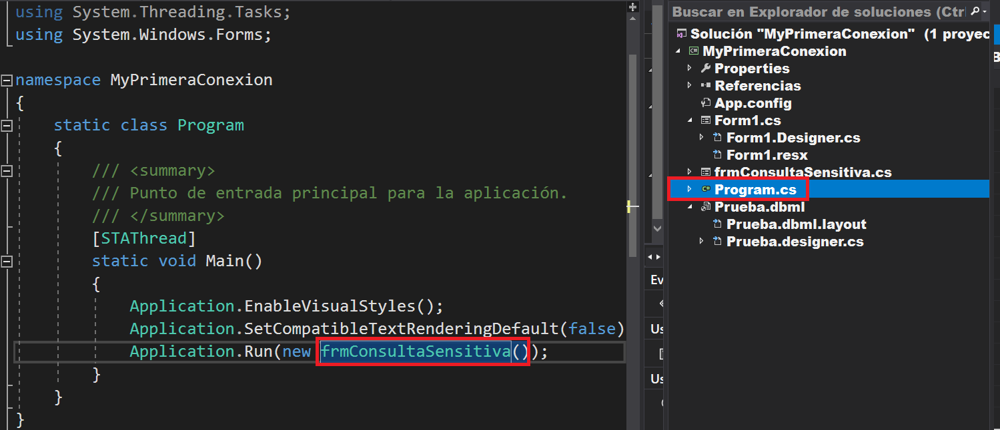 using System.Threading.Tasks;
using System.Windows.Forms;
namespace MyPrimeraConexion
{
static class Program
{
/// <summary>
/// Punto de entrada principal para la aplicación.
/// </summary>
[STAThread]
static void Main()
{
Application.EnableVisualStyles();
Application.SetCompatibleTextRenderingDefault(false)
Application.Run(new frmConsultaSensitiva());
}
}
}
Ev
Us
Us
Buscar en Explorador de soluciones (Ctrl
Solución "MyPrimeraConexion" (1 proyec
C# MyPrimeraConexion
Properties
Referencias
App.config
Form1.cs
Form1.Designer.cs
Form1.resx
frmConsultaSensitiva.cs
C# Program.cs
Prueba.dbml
Prueba.dbml.layout
Prueba.designer.cs
B